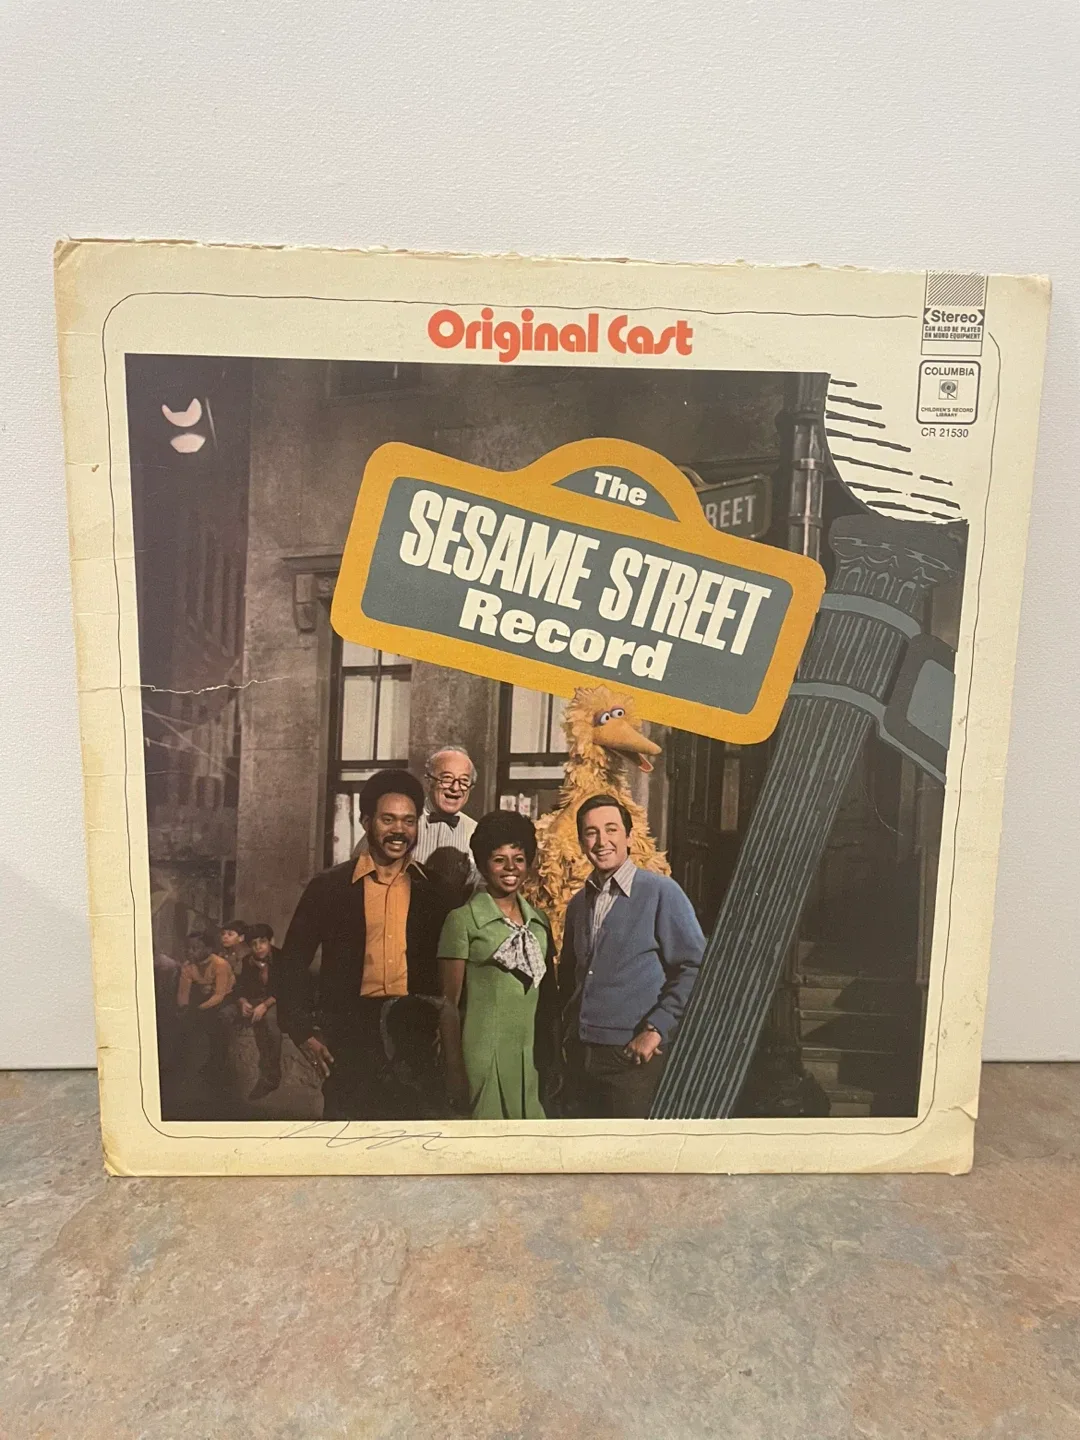 Original Cast
Stereo
CAN ALSO BE PLAYED
ON MONO EQUIPMENT
COLUMBIA
CHILDREN'S RECORD
LIBRARY
CR 21530
The
SESAME STREET
Record
REET